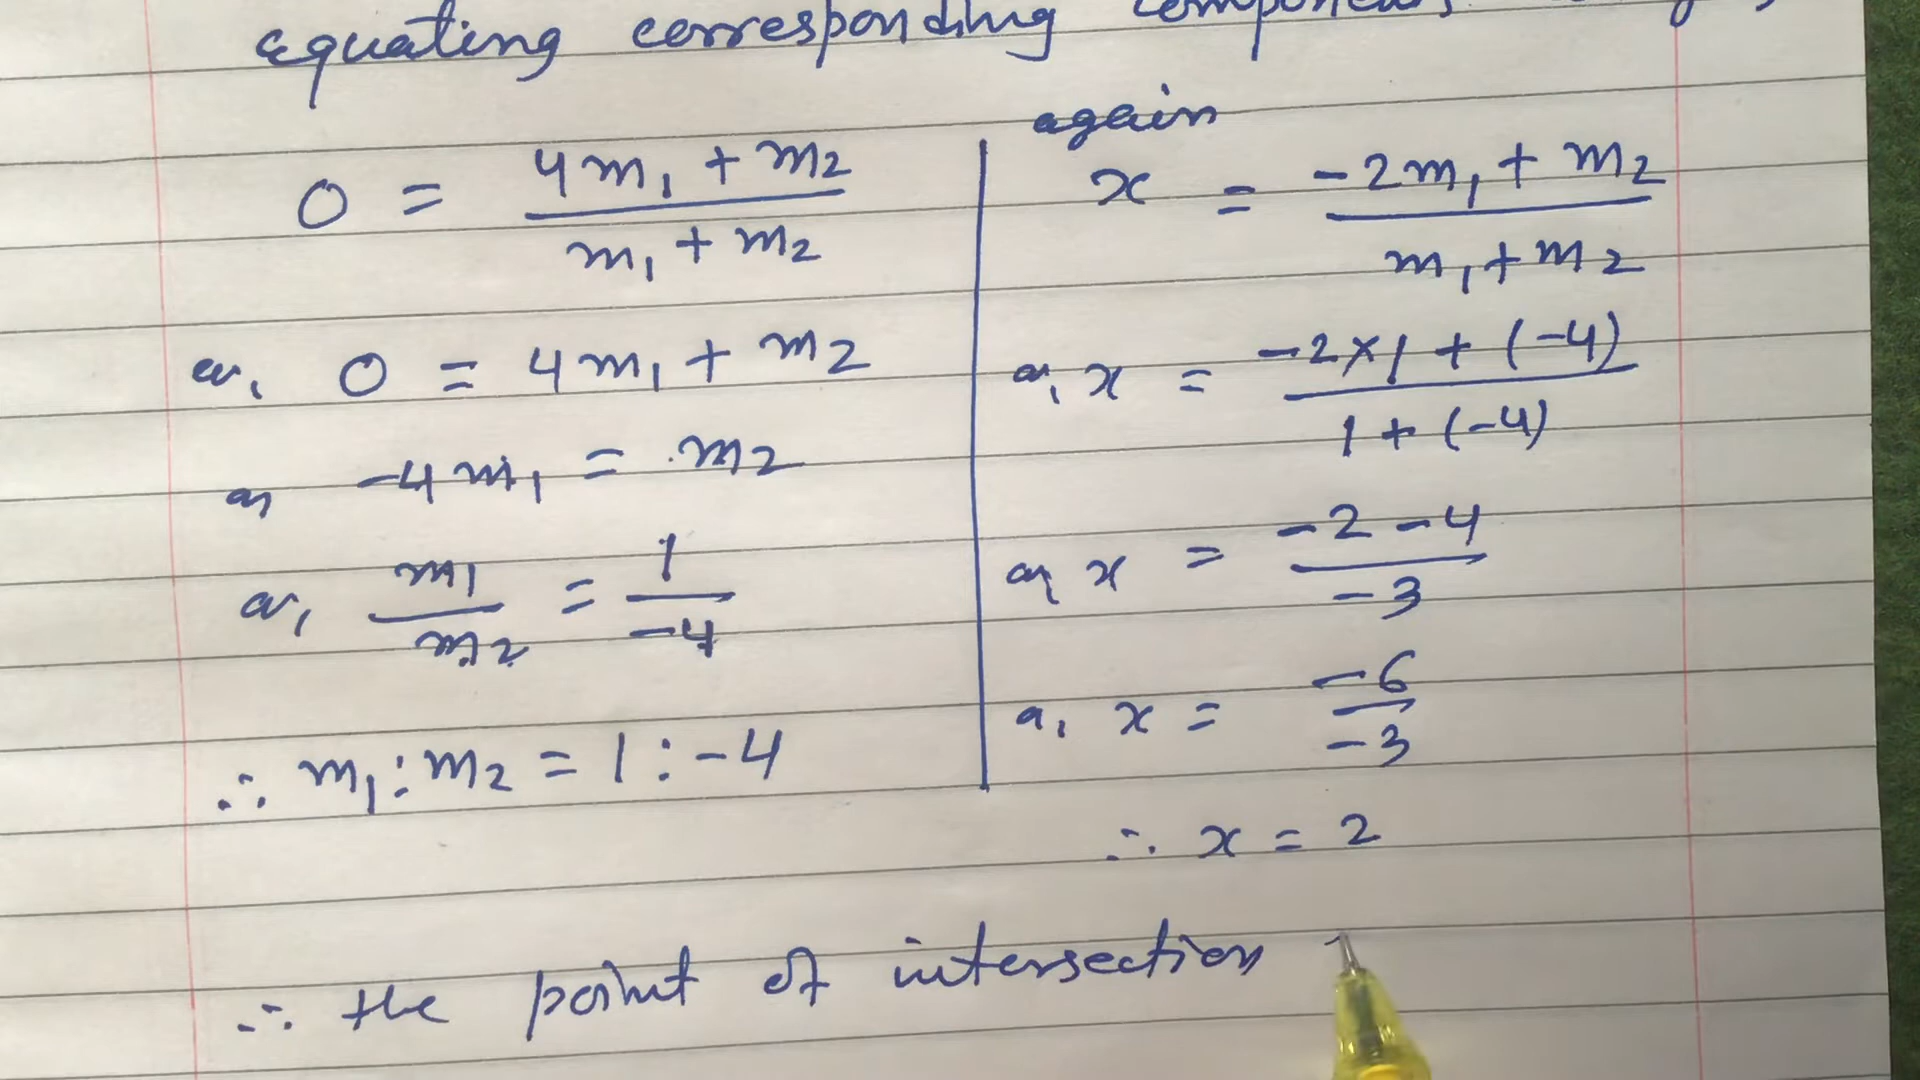 equating corresponding
0 = (4m₁ + m₂)/(m₁ + m₂)
or, 0 = 4m₁ + m₂
or -4m₁ = m₂
or, m₁/m₂ = 1/-4
∴ m₁ : m₂ = 1 : -4
again
x = (-2m₁ + m₂)/(m₁ + m₂)
or, x = (-2×1 + (-4))/(1 + (-4))
or x = (-2 - 4)/-3
or, x = -6/-3
∴ x = 2
∴ the point of intersection